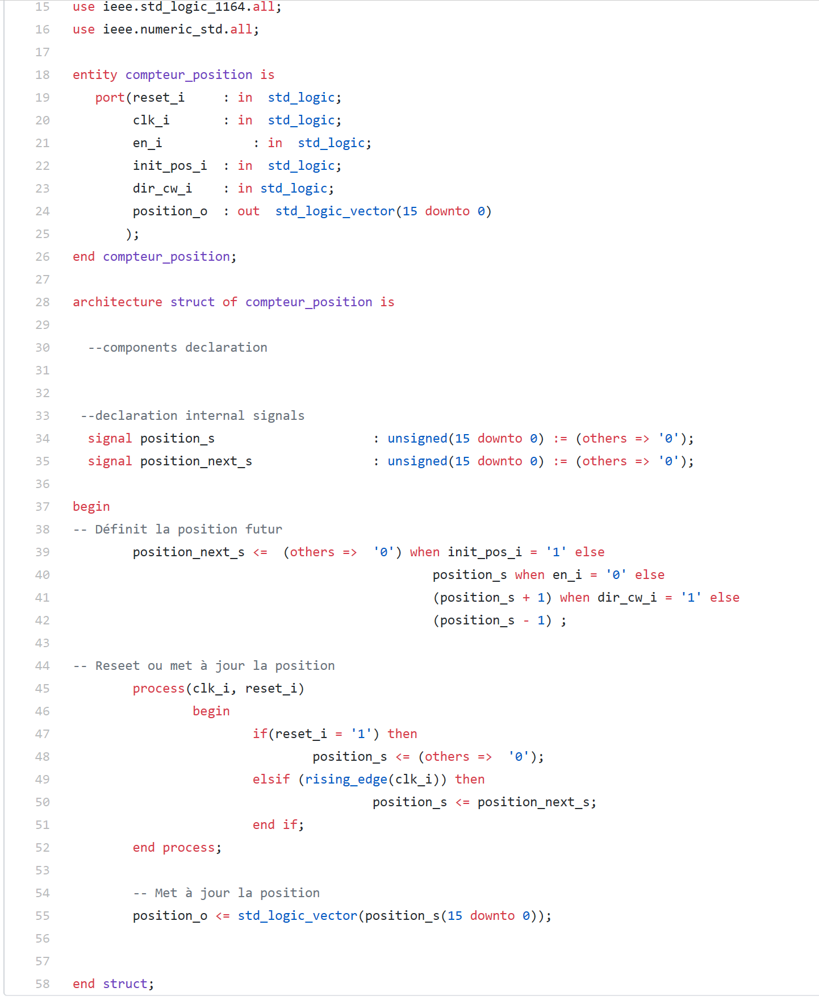 15 use ieee.std_logic_1164.all;
16 use ieee.numeric_std.all;
17
18 entity compteur_position is
19    port(reset_i     : in  std_logic;
20         clk_i       : in  std_logic;
21         en_i            : in  std_logic;
22         init_pos_i  : in  std_logic;
23         dir_cw_i    : in std_logic;
24         position_o  : out  std_logic_vector(15 downto 0)
25        );
26 end compteur_position;
27
28 architecture struct of compteur_position is
29
30   --components declaration
31
32
33  --declaration internal signals
34   signal position_s                     : unsigned(15 downto 0) := (others => '0');
35   signal position_next_s                : unsigned(15 downto 0) := (others => '0');
36
37 begin
38 -- Définit la position futur
39         position_next_s <=  (others =>  '0') when init_pos_i = '1' else
40                                                 position_s when en_i = '0' else
41                                                 (position_s + 1) when dir_cw_i = '1' else
42                                                 (position_s - 1) ;
43
44 -- Reseet ou met à jour la position
45         process(clk_i, reset_i)
46                 begin
47                         if(reset_i = '1') then
48                                 position_s <= (others =>  '0');
49                         elsif (rising_edge(clk_i)) then
50                                         position_s <= position_next_s;
51                         end if;
52         end process;
53
54         -- Met à jour la position
55         position_o <= std_logic_vector(position_s(15 downto 0));
56
57
58 end struct;